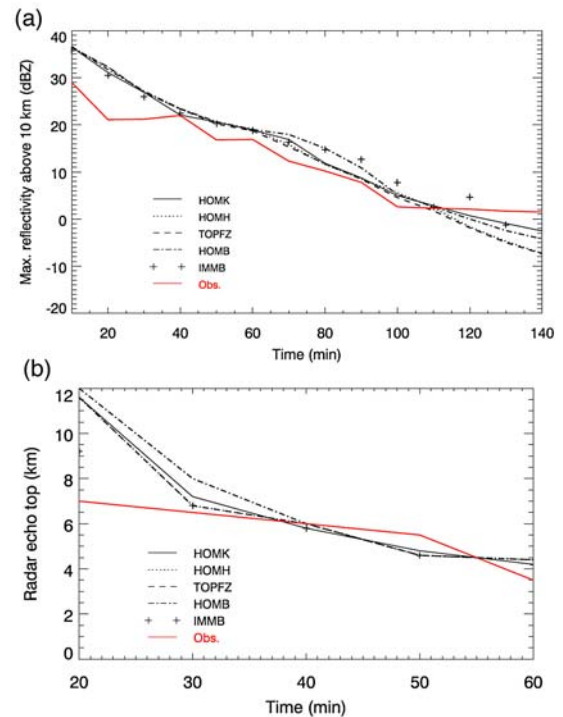 (a)
Max. reflectivity above 10 km (dBZ)
40
30
20
10
0
-10
-20
HOMK
HOMH
TOPFZ
HOMB
IMMB
Obs.
20 40 60 80 100 120 140
Time (min)
(b)
Radar echo top (km)
12
10
8
6
4
2
0
HOMK
HOMH
TOPFZ
HOMB
IMMB
Obs.
20 30 40 50 60
Time (min)